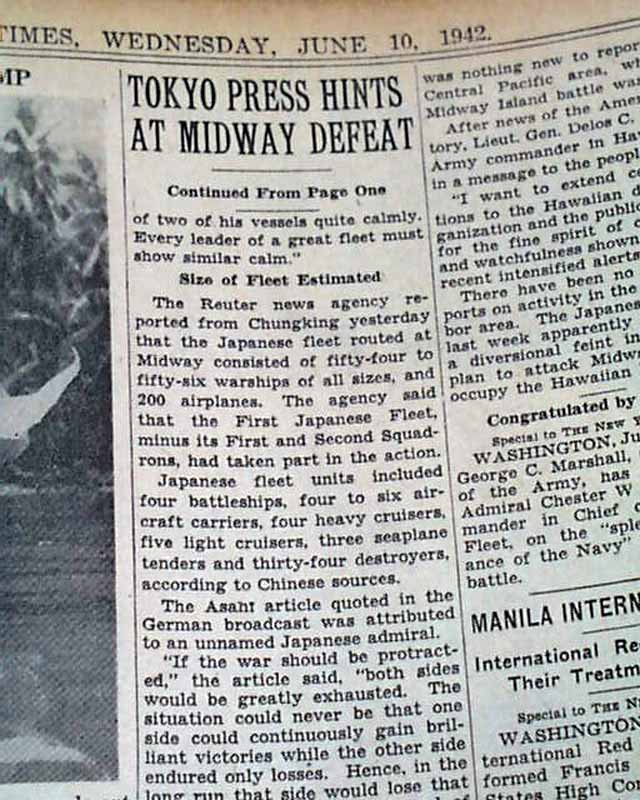 TIMES, WEDNESDAY, JUNE 10, 1942.
MP
TOKYO PRESS HINTS
AT MIDWAY DEFEAT
Continued From Page One
of two of his vessels quite calmly.
Every leader of a great fleet must
show similar calm."
Size of Fleet Estimated
The Reuter news agency re-
ported from Chungking yesterday
that the Japanese fleet routed at
Midway consisted of fifty-four to
fifty-six warships of all sizes, and
200 airplanes. The agency said
that the First Japanese Fleet,
minus its First and Second Squad-
rons, had taken part in the action.
Japanese fleet units included
four battleships, four to six air-
craft carriers, four heavy cruisers,
five light cruisers, three seaplane
tenders and thirty-four destroyers,
according to Chinese sources.
The Asahi article quoted in the
German broadcast was attributed
to an unnamed Japanese admiral.
"If the war should be protract-
ed," the article said, "both sides
would be greatly exhausted. The
situation could never be that one
side could continuously gain bril-
liant victories while the other side
endured only losses. Hence, in the
long run that side would lose that
was nothing new to repor
Central Pacific area, wh
Midway Island battle wa
After news of the Ame
tory, Lieut. Gen. Delos C.
Army commander in Ha
in a message to the peopl
"I want to extend c
tions to the Hawaiian d
ganization and the public
for the fine spirit of c
and watchfulness shown
recent intensified alerts
There have been no
ports on activity in the
bor area. The Japanes
last week apparently
a diversional feint in
plan to attack Midw
occupy the Hawaiian
Congratulated by
Special to THE NEW Y
WASHINGTON, Ju
George C. Marshall,
of the Army, has
Admiral Chester W
mander in Chief o
Fleet, on the "sple
ance of the Navy"
battle.
MANILA INTERN
International Re
Their Treatm
Special to THE N
WASHINGTON
ternational Red
formed Francis
States High Co